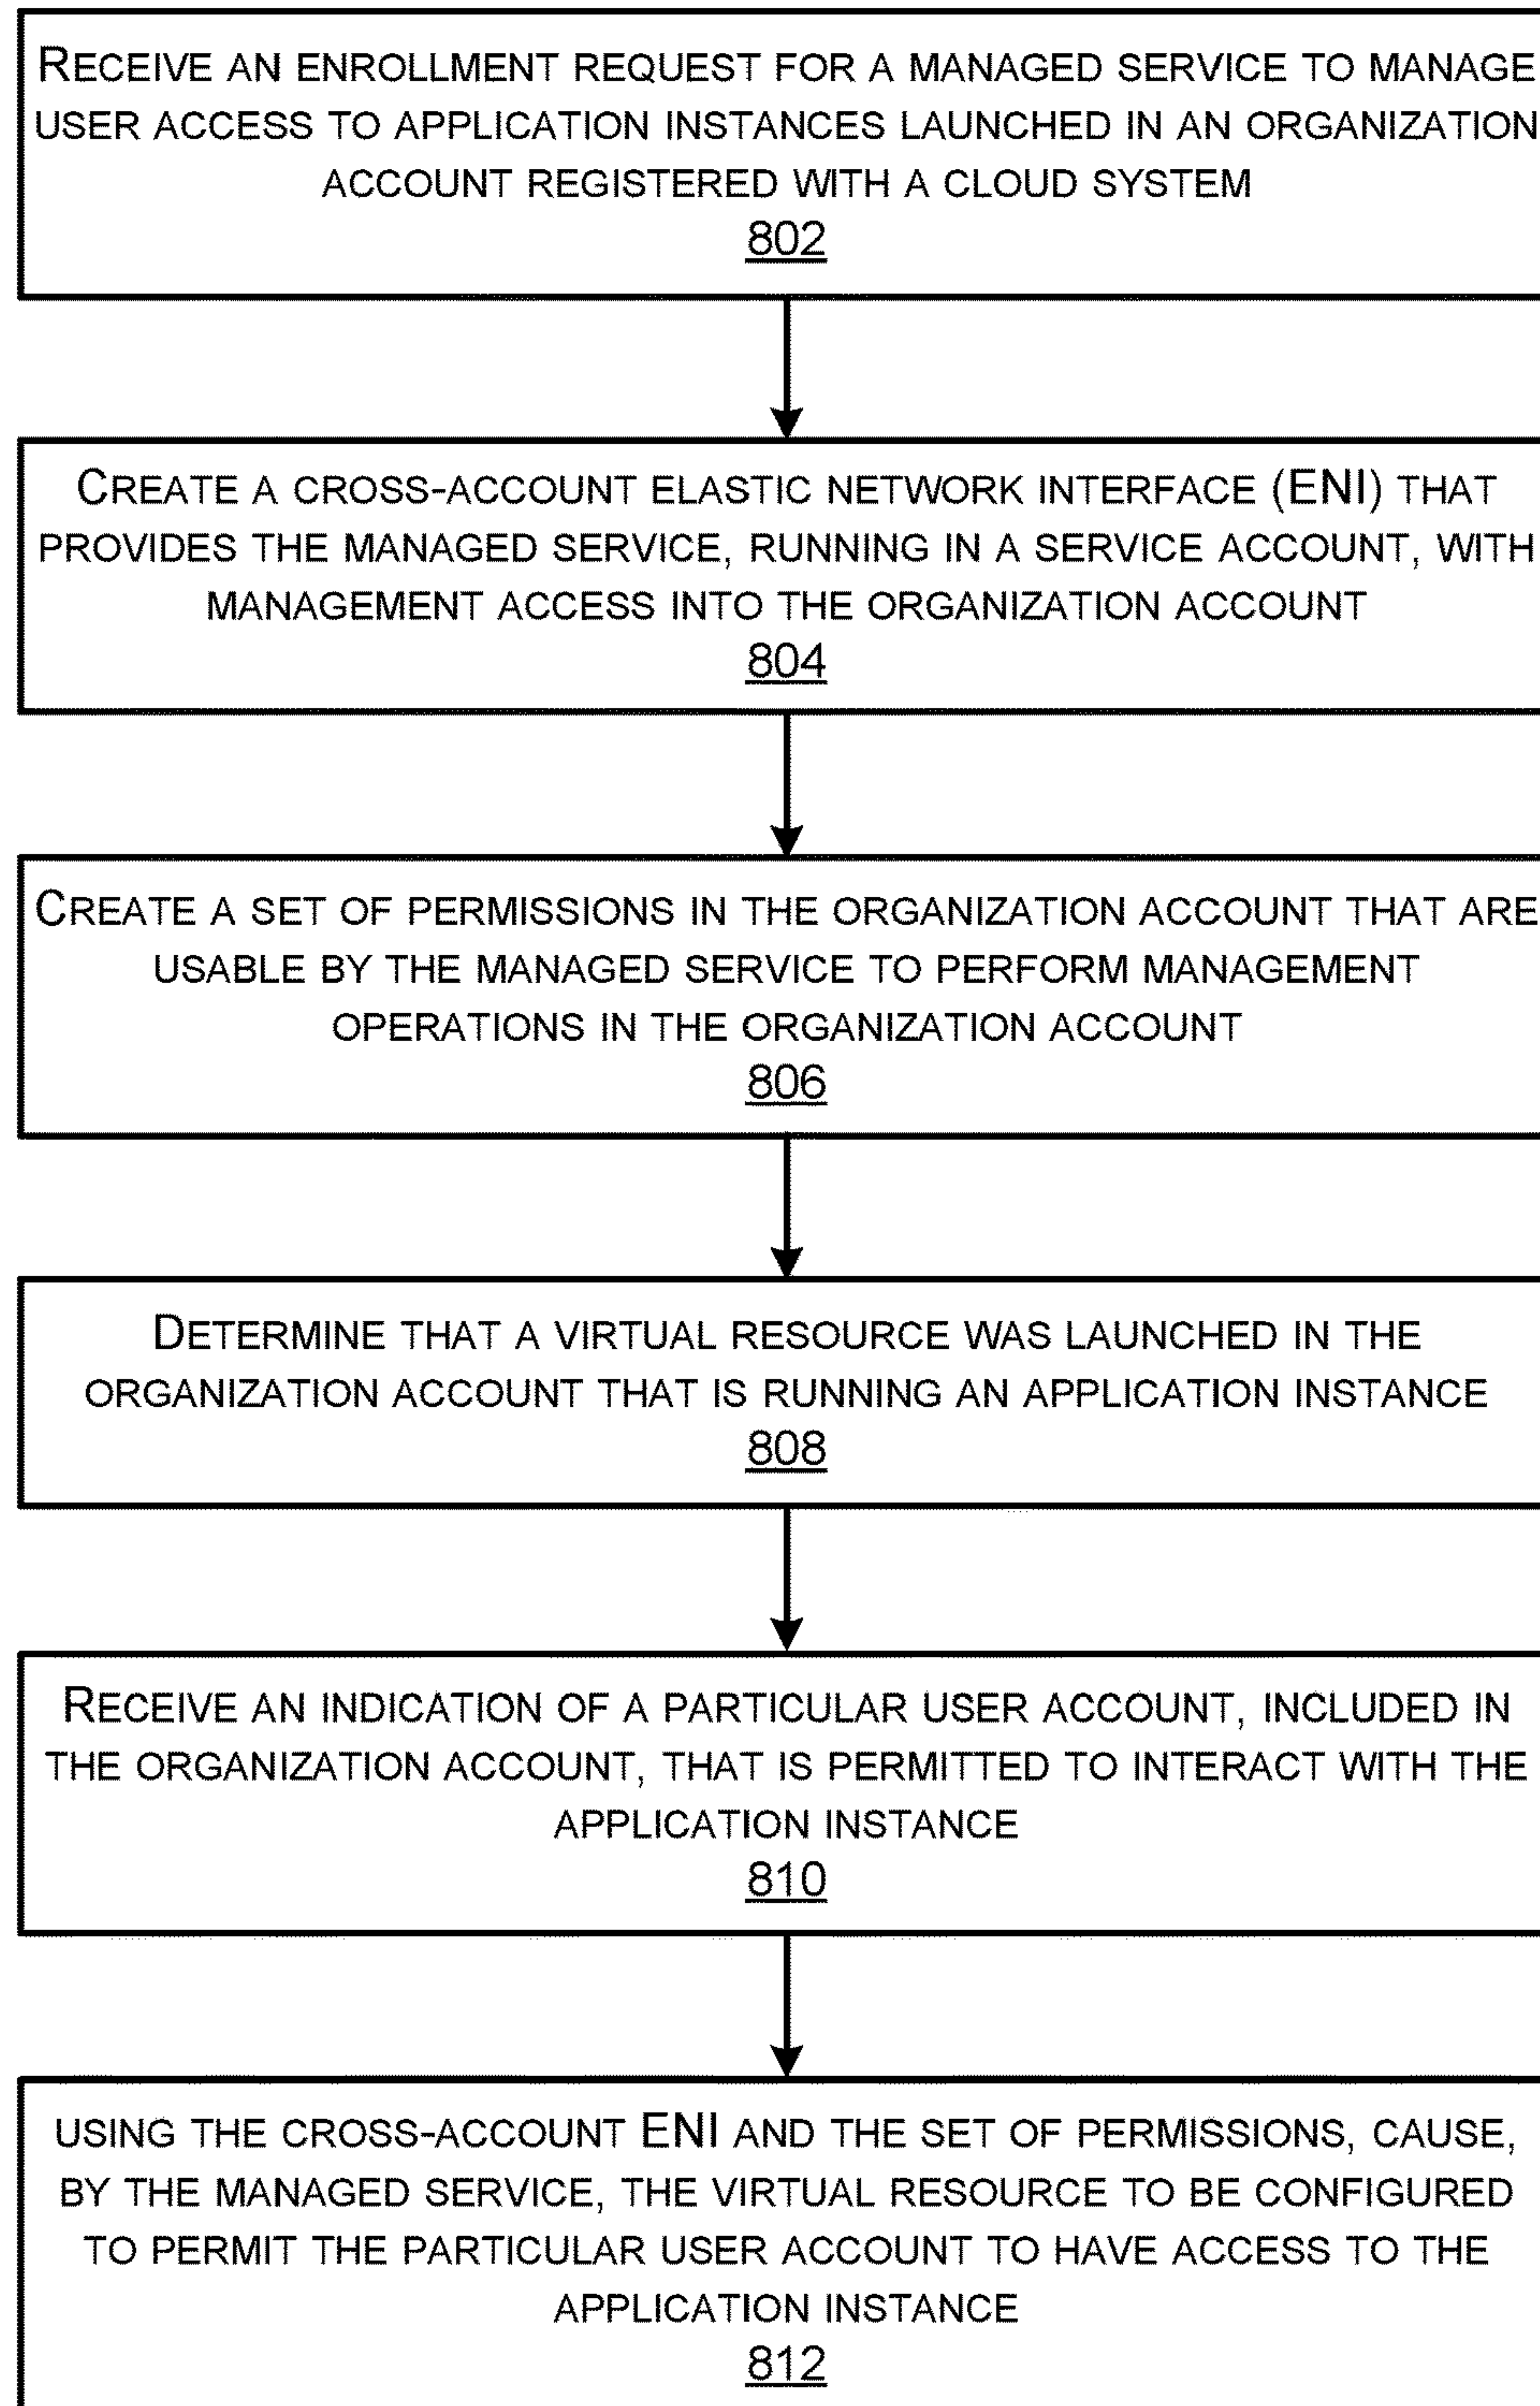 RECEIVE AN ENROLLMENT REQUEST FOR A MANAGED SERVICE TO MANAGE
USER ACCESS TO APPLICATION INSTANCES LAUNCHED IN AN ORGANIZATION
ACCOUNT REGISTERED WITH A CLOUD SYSTEM
802
CREATE A CROSS-ACCOUNT ELASTIC NETWORK INTERFACE (ENI) THAT
PROVIDES THE MANAGED SERVICE, RUNNING IN A SERVICE ACCOUNT, WITH
MANAGEMENT ACCESS INTO THE ORGANIZATION ACCOUNT
804
CREATE A SET OF PERMISSIONS IN THE ORGANIZATION ACCOUNT THAT ARE
USABLE BY THE MANAGED SERVICE TO PERFORM MANAGEMENT
OPERATIONS IN THE ORGANIZATION ACCOUNT
806
DETERMINE THAT A VIRTUAL RESOURCE WAS LAUNCHED IN THE
ORGANIZATION ACCOUNT THAT IS RUNNING AN APPLICATION INSTANCE
808
RECEIVE AN INDICATION OF A PARTICULAR USER ACCOUNT, INCLUDED IN
THE ORGANIZATION ACCOUNT, THAT IS PERMITTED TO INTERACT WITH THE
APPLICATION INSTANCE
810
USING THE CROSS-ACCOUNT ENI AND THE SET OF PERMISSIONS, CAUSE,
BY THE MANAGED SERVICE, THE VIRTUAL RESOURCE TO BE CONFIGURED
TO PERMIT THE PARTICULAR USER ACCOUNT TO HAVE ACCESS TO THE
APPLICATION INSTANCE
812